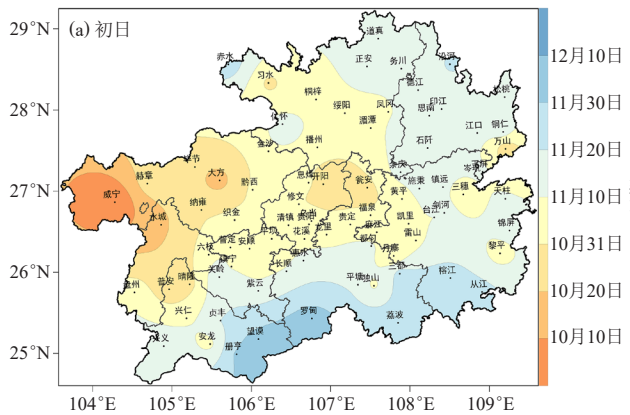 29°N
28°N
27°N
26°N
25°N
(a) 初日
道真
赤水
正安
务川
沿河
习水
德江
桐梓
松桃
绥阳
凤冈
思南
印江
仁怀
湄潭
江口
铜仁
播州
石阡
万山
金沙
毕节
赫章
大方
息烽
开阳
瓮安
余庆
岑巩
玉屏
施秉
镇远
三穗
天柱
威宁
黔西
修文
黄平
纳雍
织金
福泉
台江
剑河
水城
清镇
贵阳
乌当
贵定
麻江
凯里
锦屏
花溪
龙里
雷山
六枝
普定
安顺
平坝
都匀
丹寨
黎平
镇宁
惠水
盘州
关岭
长顺
三都
榕江
普安
晴隆
紫云
平塘
独山
从江
兴仁
贞丰
罗甸
荔波
兴义
安龙
望谟
册亨
104°E
105°E
106°E
107°E
108°E
109°E
12月10日
11月30日
11月20日
11月10日
10月31日
10月20日
10月10日